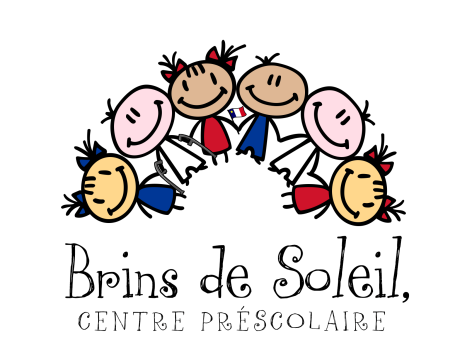 Brins de Soleil,
CENTRE PRÉSCOLAIRE